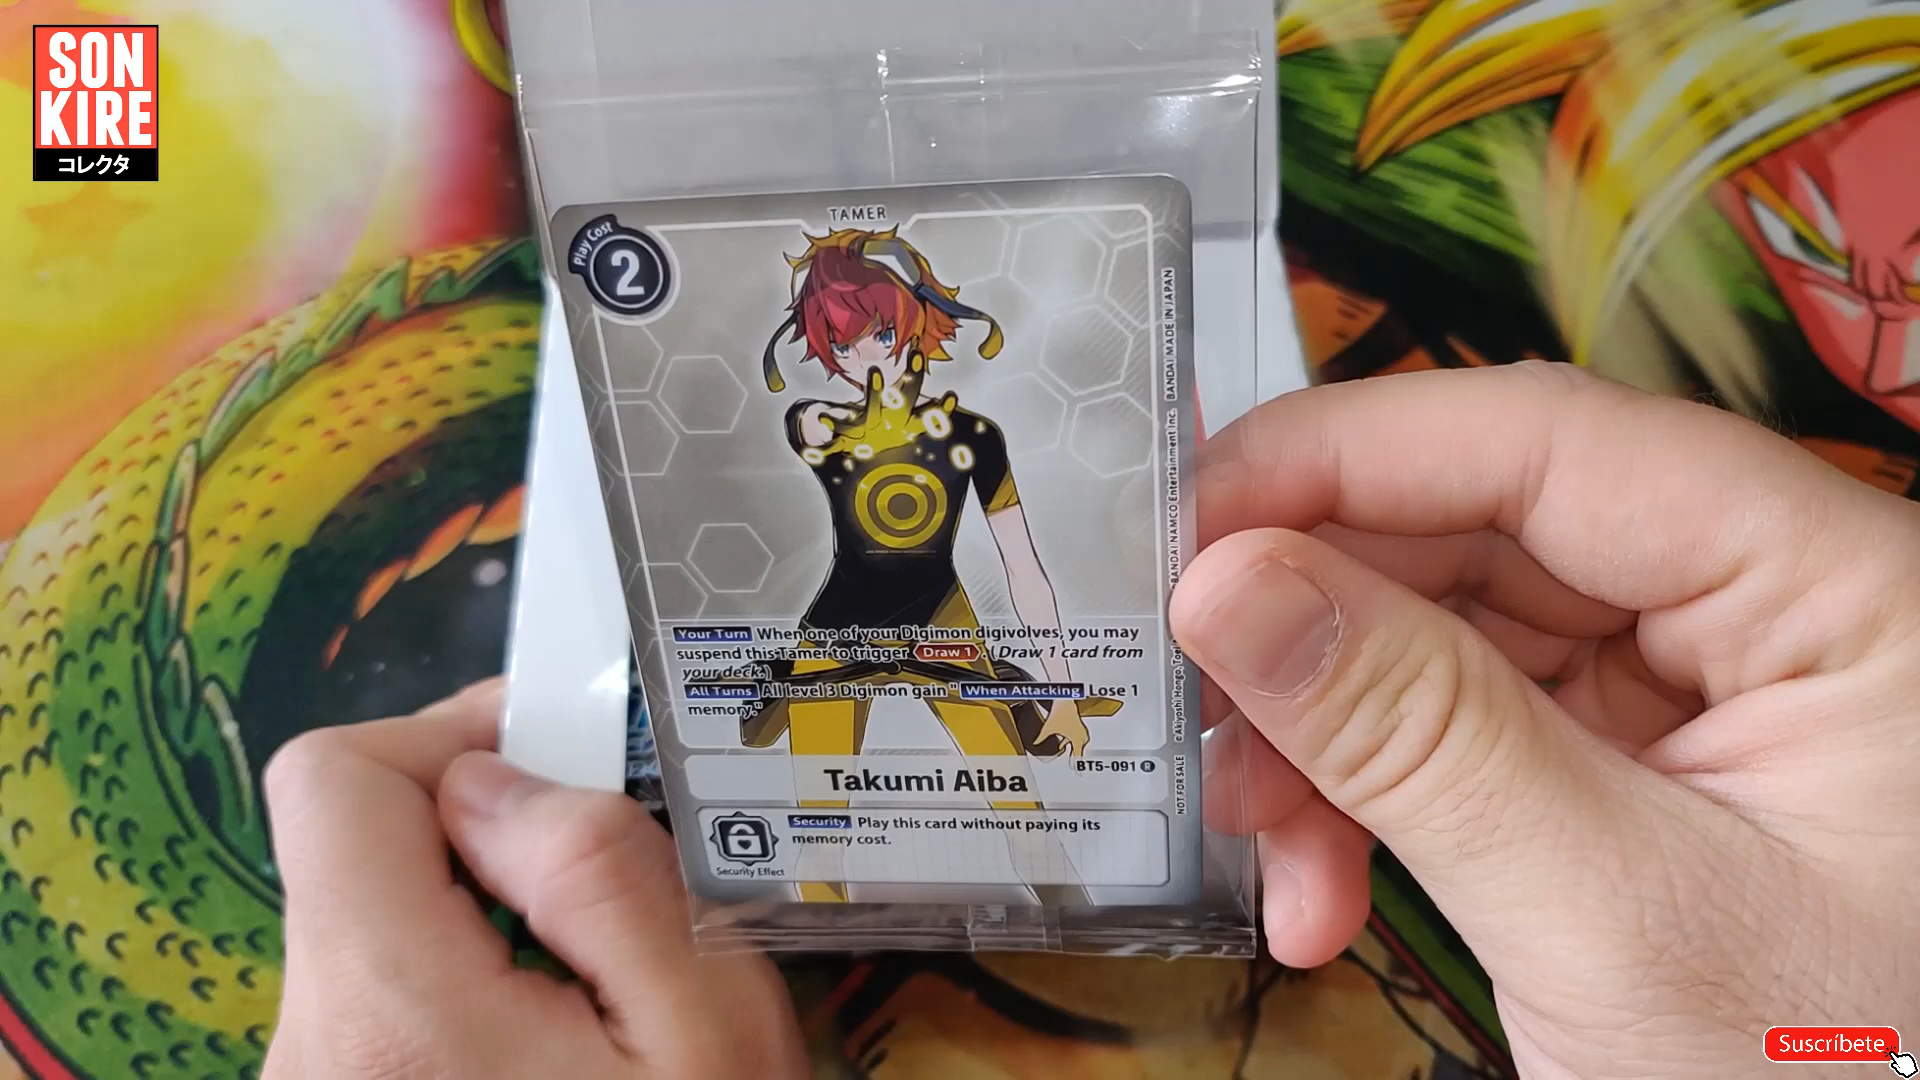 SON
KIRE
コレクタ
TAMER
Play Cost
2
Your Turn When one of your Digimon digivolves, you may
suspend this Tamer to trigger Draw 1. (Draw 1 card from
your deck.)
All Turns All level 3 Digimon gain "When Attacking Lose 1
memory."
BT5-091 R
Takumi Aiba
Security Play this card without paying its
memory cost.
Security Effect
©Akiyoshi Hongo,
BANDAI NAMCO Entertainment Inc. BANDAI MADE IN JAPAN
NOT FOR SALE
Suscríbete